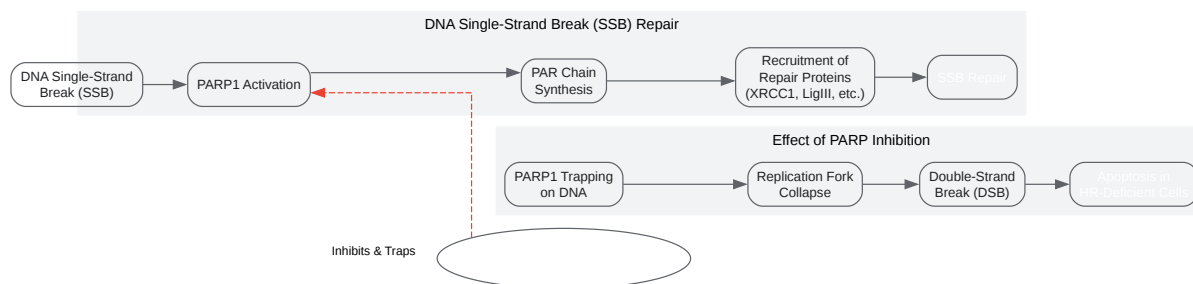 DNA Single-Strand Break (SSB) Repair
DNA Single-Strand
Break (SSB)
PARP1 Activation
PAR Chain
Synthesis
Recruitment of
Repair Proteins
(XRCC1, LigIII, etc.)
SSB Repair
Effect of PARP Inhibition
PARP1 Trapping
on DNA
Replication Fork
Collapse
Double-Strand
Break (DSB)
Apoptosis in
HR-Deficient Cells
Inhibits & Traps